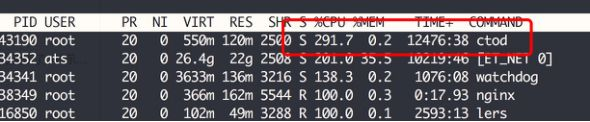 PID USER PR NI VIRT RES SHR S %CPU %MEM TIME+ COMMAND
43190 root 20 0 550m 120m 2500 S 291.7 0.2 12476:38 ctod
34352 ats 20 0 26.4g 22g 2508 S 201.0 35.5 10219:46 [ET_NET 0]
34341 root 20 0 3633m 136m 3216 S 138.3 0.2 1076:08 watchdog
38349 root 20 0 366m 162m 5544 R 100.0 0.3 0:17.93 nginx
16850 root 20 0 102m 49m 3288 R 100.0 0.1 2593:13 lers